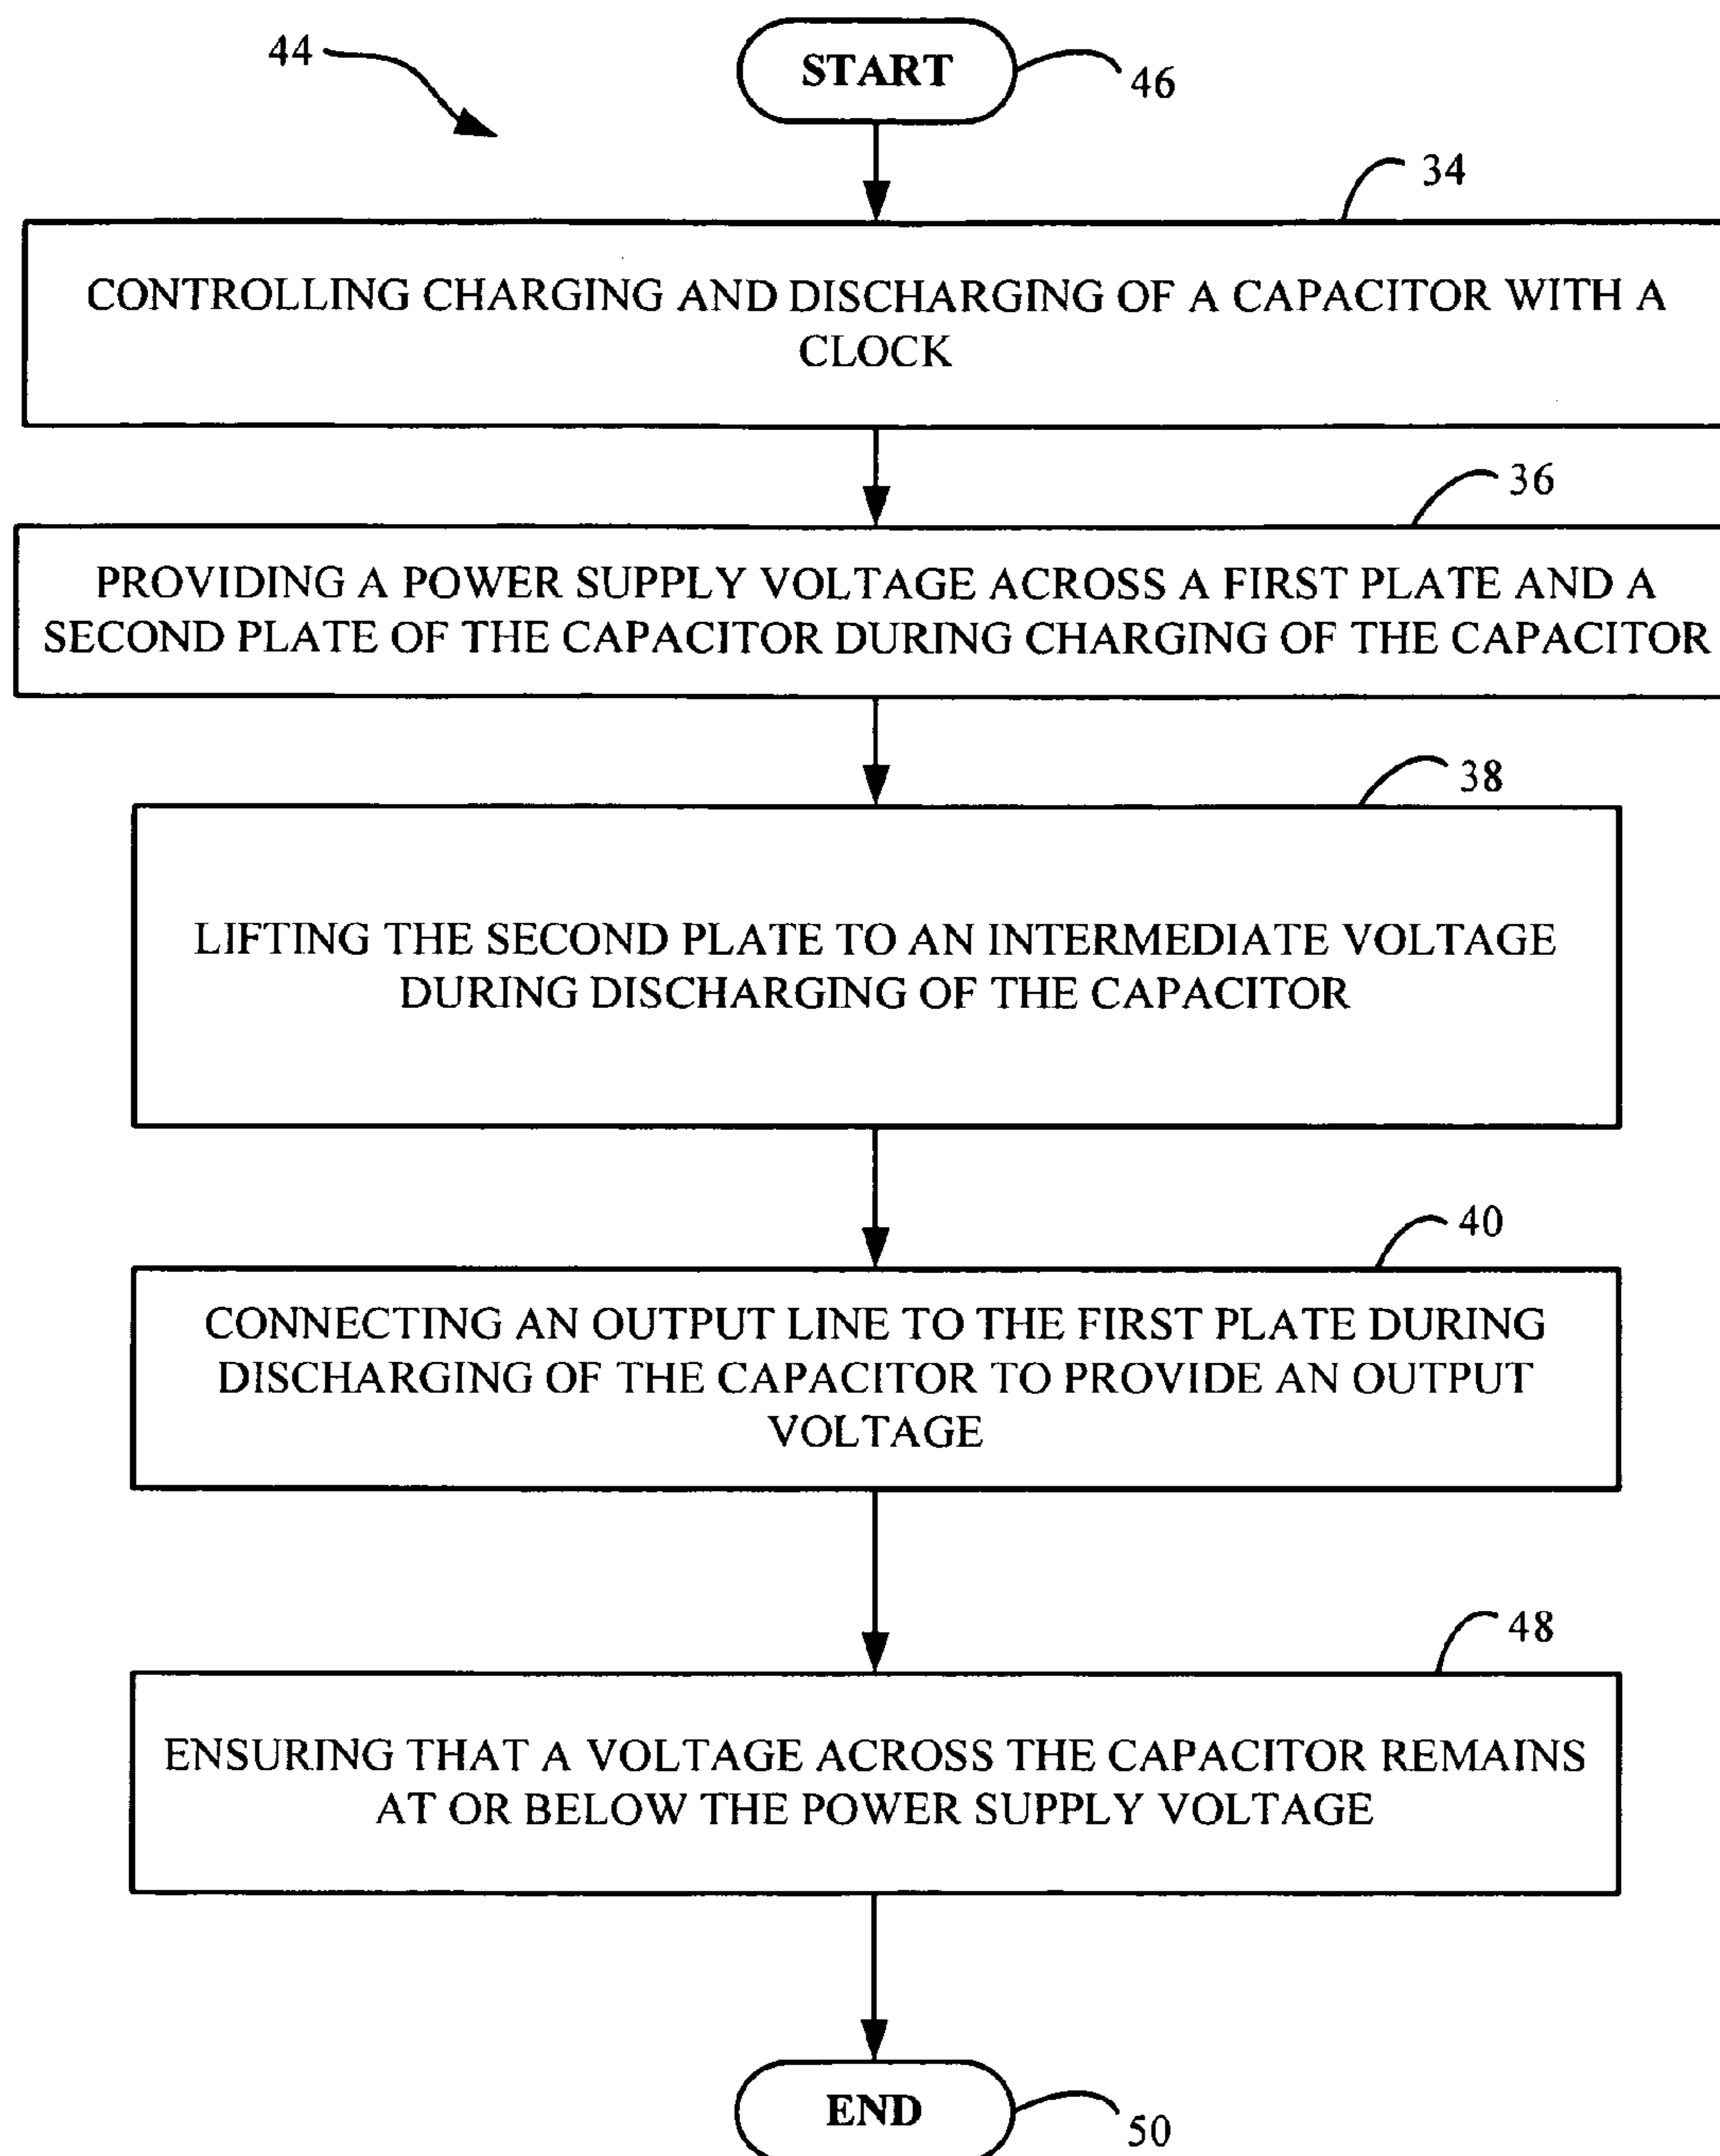 44
START
46
34
CONTROLLING CHARGING AND DISCHARGING OF A CAPACITOR WITH A
CLOCK
36
PROVIDING A POWER SUPPLY VOLTAGE ACROSS A FIRST PLATE AND A
SECOND PLATE OF THE CAPACITOR DURING CHARGING OF THE CAPACITOR
38
LIFTING THE SECOND PLATE TO AN INTERMEDIATE VOLTAGE
DURING DISCHARGING OF THE CAPACITOR
40
CONNECTING AN OUTPUT LINE TO THE FIRST PLATE DURING
DISCHARGING OF THE CAPACITOR TO PROVIDE AN OUTPUT
VOLTAGE
48
ENSURING THAT A VOLTAGE ACROSS THE CAPACITOR REMAINS
AT OR BELOW THE POWER SUPPLY VOLTAGE
END
50